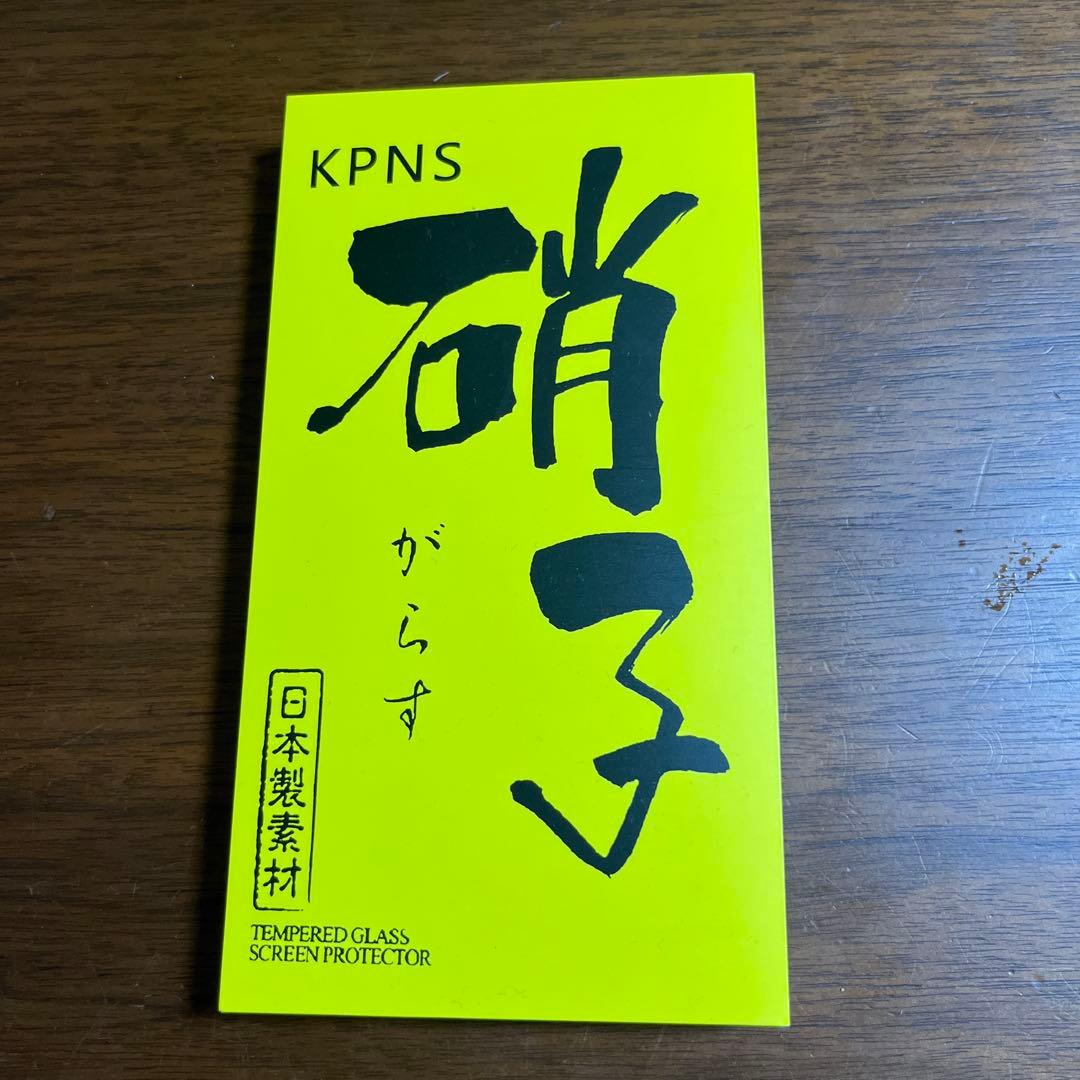 KPNS
硝子
がらす
日本製素材
TEMPERED GLASS
SCREEN PROTECTOR